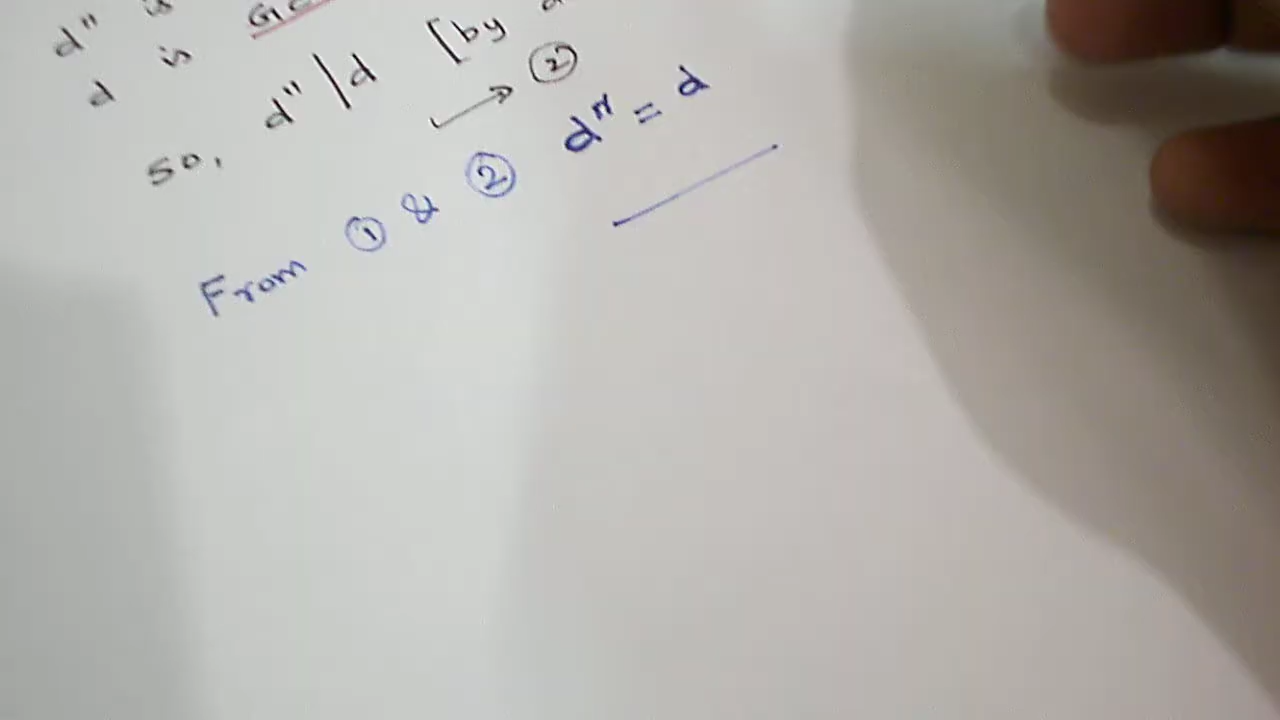 d" is
d is
so, d"/d [by
→ ②
From ① & ② d" = d